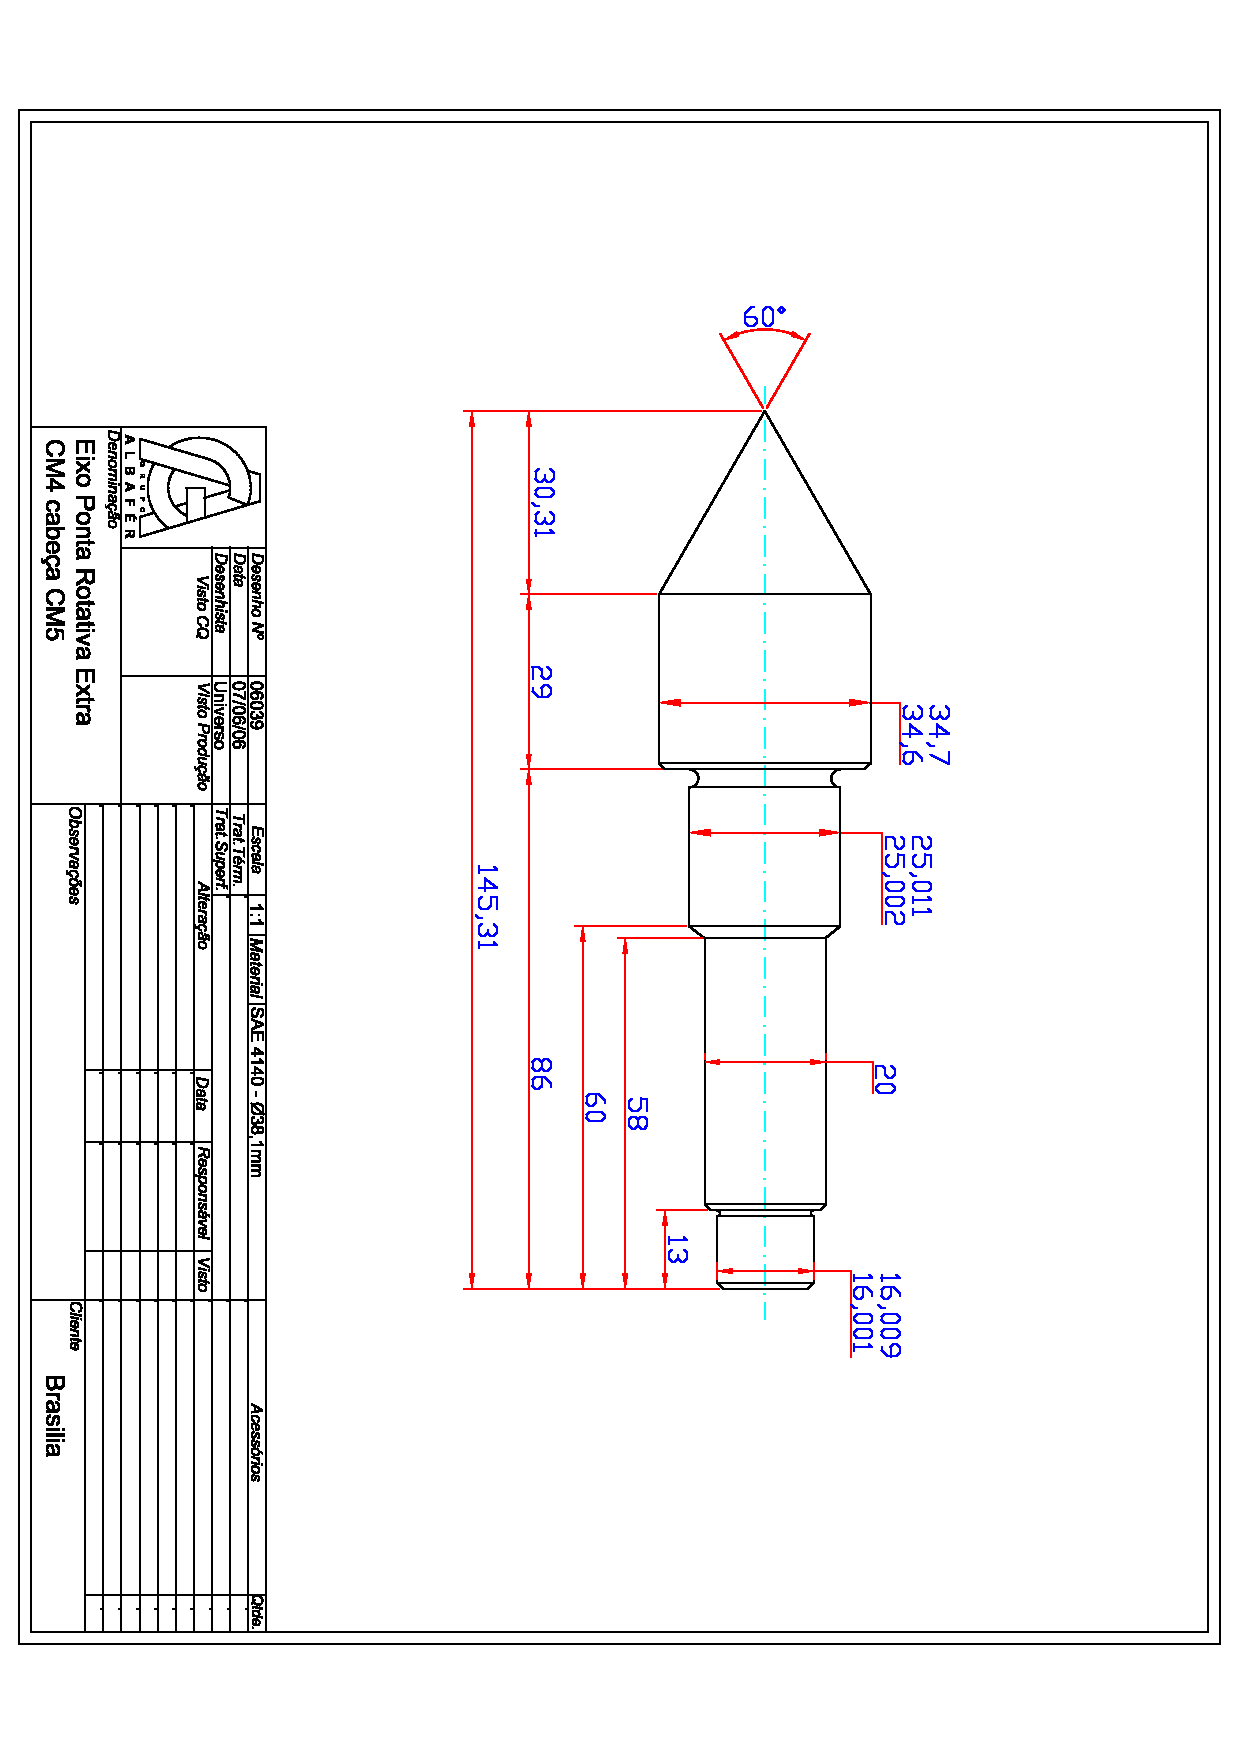 60°
30,31
29
34,7
34,6
25,011
25,002
145,31
86
60
58
20
13
16,009
16,001
GRUPO
ALBAFÉR
Desenho Nº 06039
Data 07/06/06
Desenhista Universo
Visto CQ Visto Produção
Denominação
Eixo Ponta Rotativa Extra
CM4 cabeça CM5
Escala 1:1 Material SAE 4140 - Ø38,1mm
Trat.Térm.
Trat.Superf.
Alteração Data Responsável Visto
Acessórios Qtde.
Observações
Cliente
Brasilia